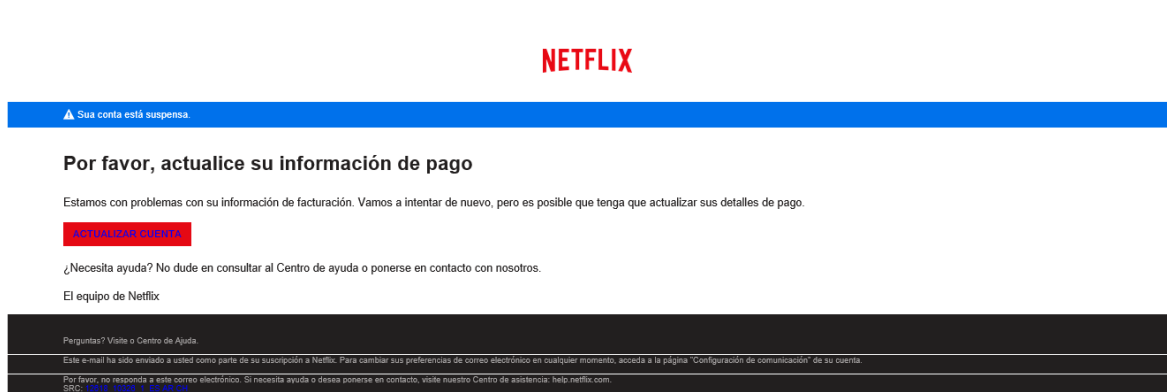 NETFLIX
Sua conta está suspensa.
Por favor, actualice su información de pago
Estamos con problemas con su información de facturación. Vamos a intentar de nuevo, pero es posible que tenga que actualizar sus detalles de pago.
ACTUALIZAR CUENTA
¿Necesita ayuda? No dude en consultar al Centro de ayuda o ponerse en contacto con nosotros.
El equipo de Netflix
Perguntas? Visite o Centro de Ajuda.
Este e-mail ha sido enviado a usted como parte de su suscripción a Netflix. Para cambiar sus preferencias de correo electrónico en cualquier momento, acceda a la página "Configuración de comunicación" de su cuenta.
Por favor, no responda a este correo electrónico. Si necesita ayuda o desea ponerse en contacto, visite nuestro Centro de asistencia: help.netflix.com.
SRC: